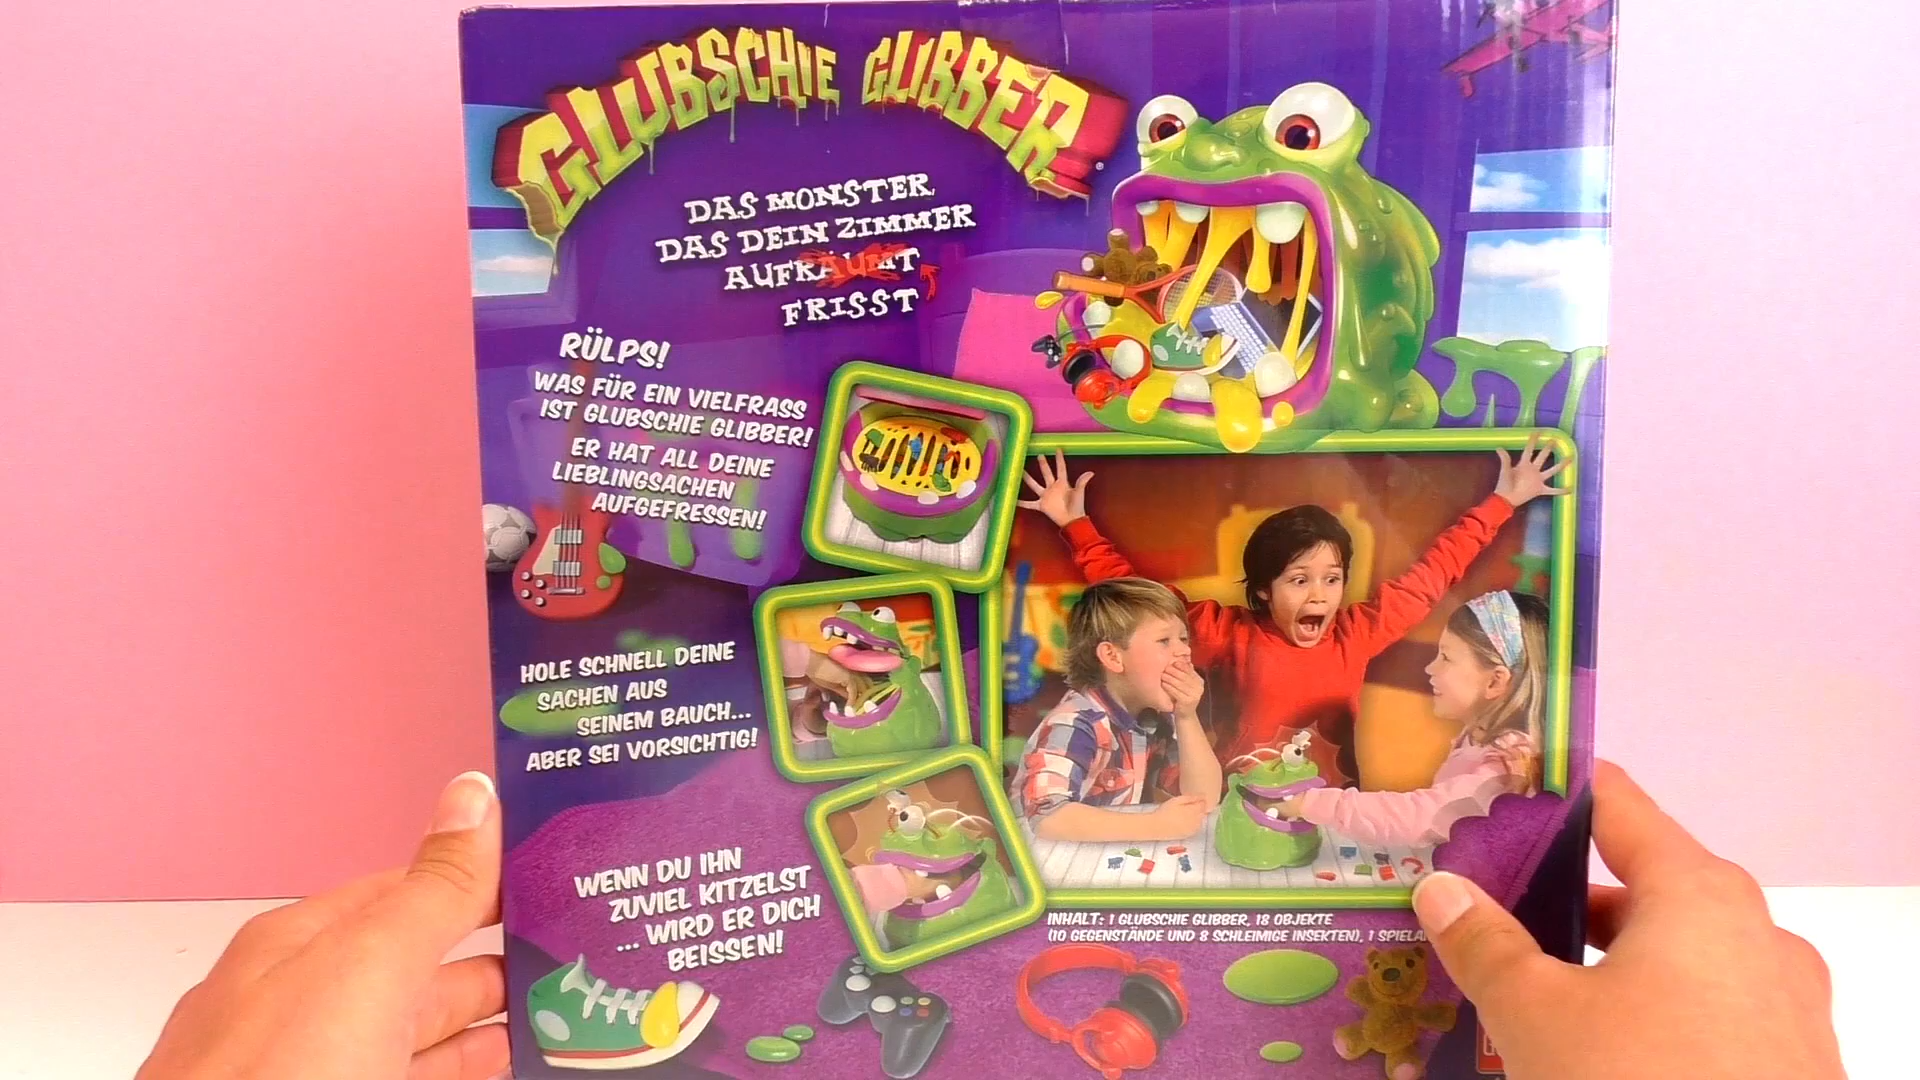 GLUBSCHIE GLIBBER
DAS MONSTER
DAS DEIN ZIMMER
AUFRÄUMT
FRISST
RÜLPS!
WAS FÜR EIN VIELFRASS
IST GLUBSCHIE GLIBBER!
ER HAT ALL DEINE
LIEBLINGSACHEN
AUFGEFRESSEN!
HOLE SCHNELL DEINE
SACHEN AUS
SEINEM BAUCH...
ABER SEI VORSICHTIG!
WENN DU IHN
ZUVIEL KITZELST
... WIRD ER DICH
BEISSEN!
INHALT: 1 GLUBSCHIE GLIBBER, 18 OBJEKTE
(10 GEGENSTÄNDE UND 8 SCHLEIMIGE INSEKTEN), 1